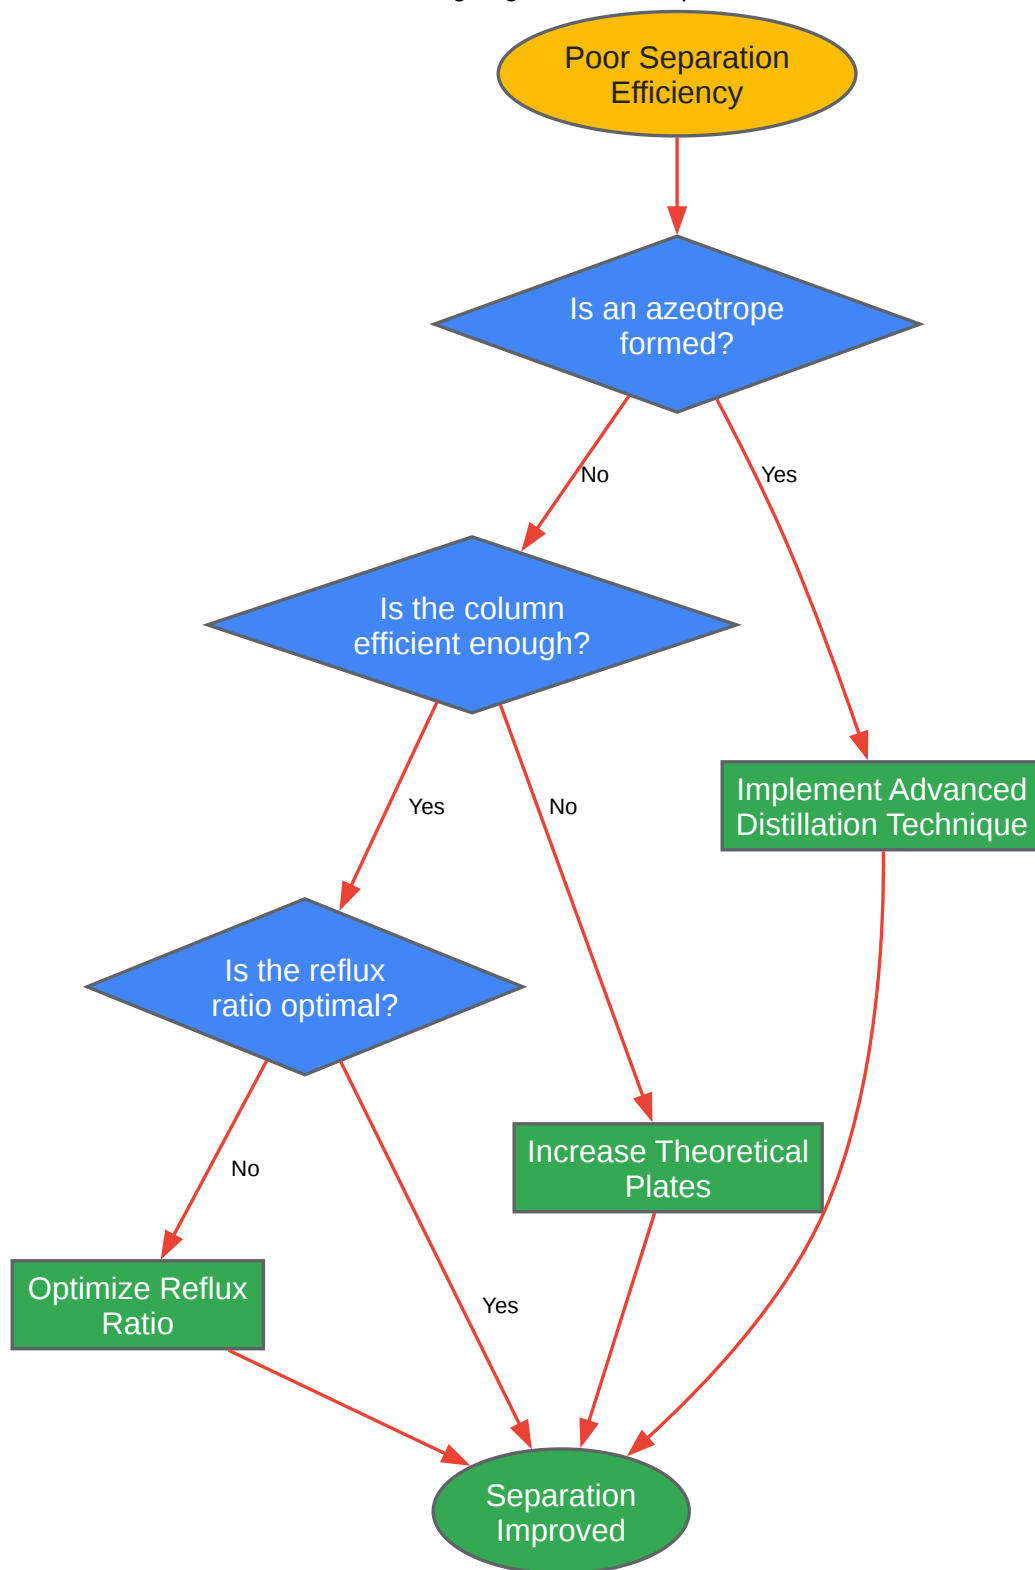 Poor Separation
Efficiency
Is an azeotrope
formed?
No
Yes
Is the column
efficient enough?
Implement Advanced
Distillation Technique
Yes
No
Is the reflux
ratio optimal?
Increase Theoretical
Plates
No
Optimize Reflux
Ratio
Yes
Separation
Improved